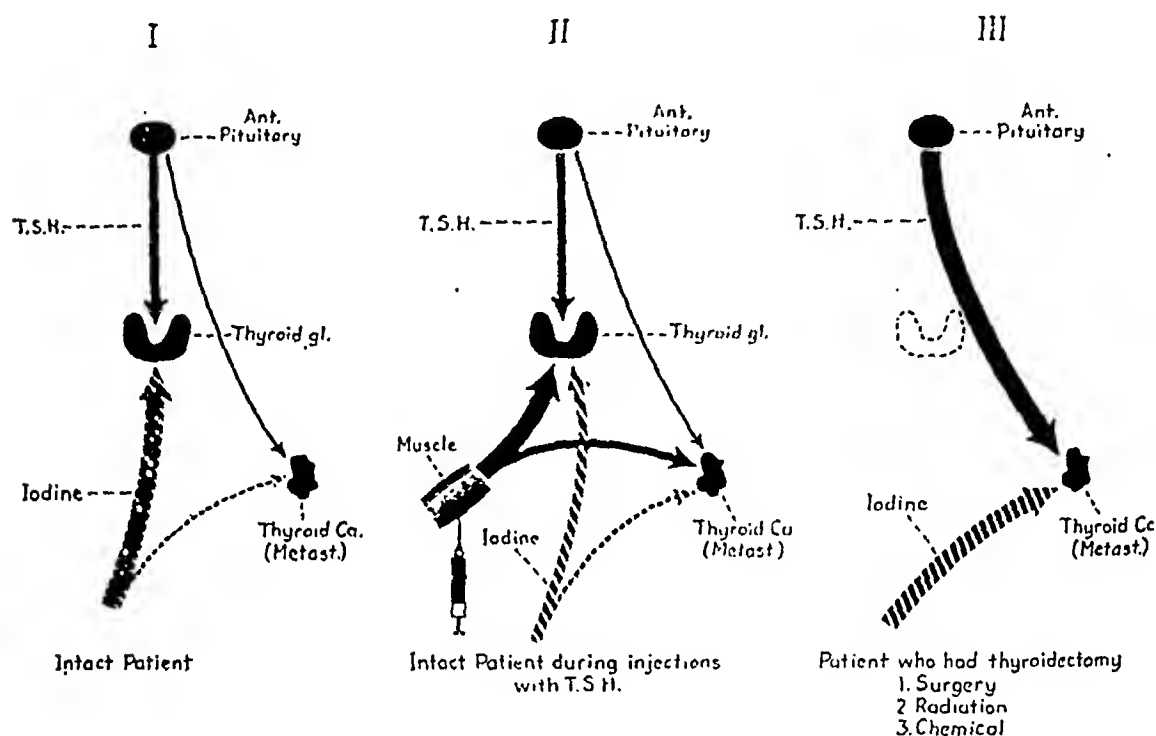 I
Ant.
Pituitary
T.S.H.
Thyroid gl.
Iodine
Thyroid Ca.
(Metast.)
Intact Patient
II
Ant.
Pituitary
T.S.H.
Thyroid gl.
Muscle
Iodine
Thyroid Ca
(Metast)
Intact Patient during injections
with T.S H.
III
Ant.
Pituitary
T.S.H.
Iodine
Thyroid Cc
(Metast.)
Patient who had thyroidectomy
1. Surgery
2 Radiation
3. Chemical